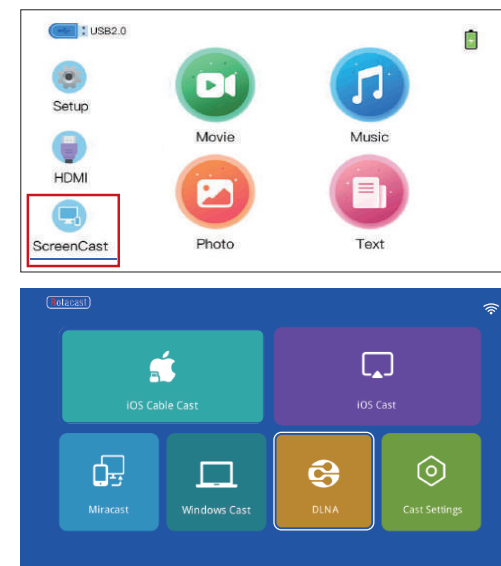 USB2.0
Setup
Movie
Music
HDMI
ScreenCast
Photo
Text
Rotacast
iOS Cable Cast
iOS Cast
Miracast
Windows Cast
DLNA
Cast Settings